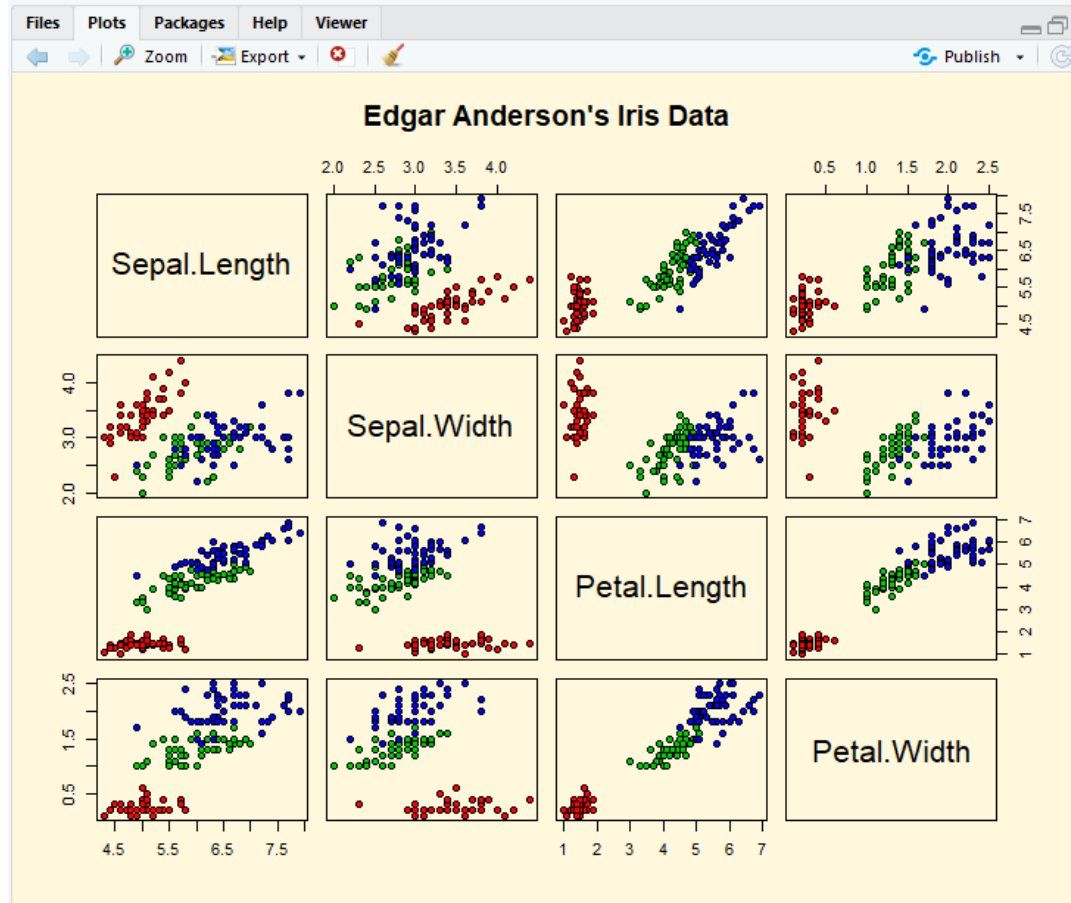 Files Plots Packages Help Viewer
Zoom Export Publish
Edgar Anderson's Iris Data
2.0 2.5 3.0 3.5 4.0
0.5 1.0 1.5 2.0 2.5
Sepal.Length
4.5 5.5 6.5 7.5
2.0 3.0 4.0
Sepal.Width
Petal.Length
1 2 3 4 5 6 7
0.5 1.5 2.5
Petal.Width
4.5 5.5 6.5 7.5
1 2 3 4 5 6 7